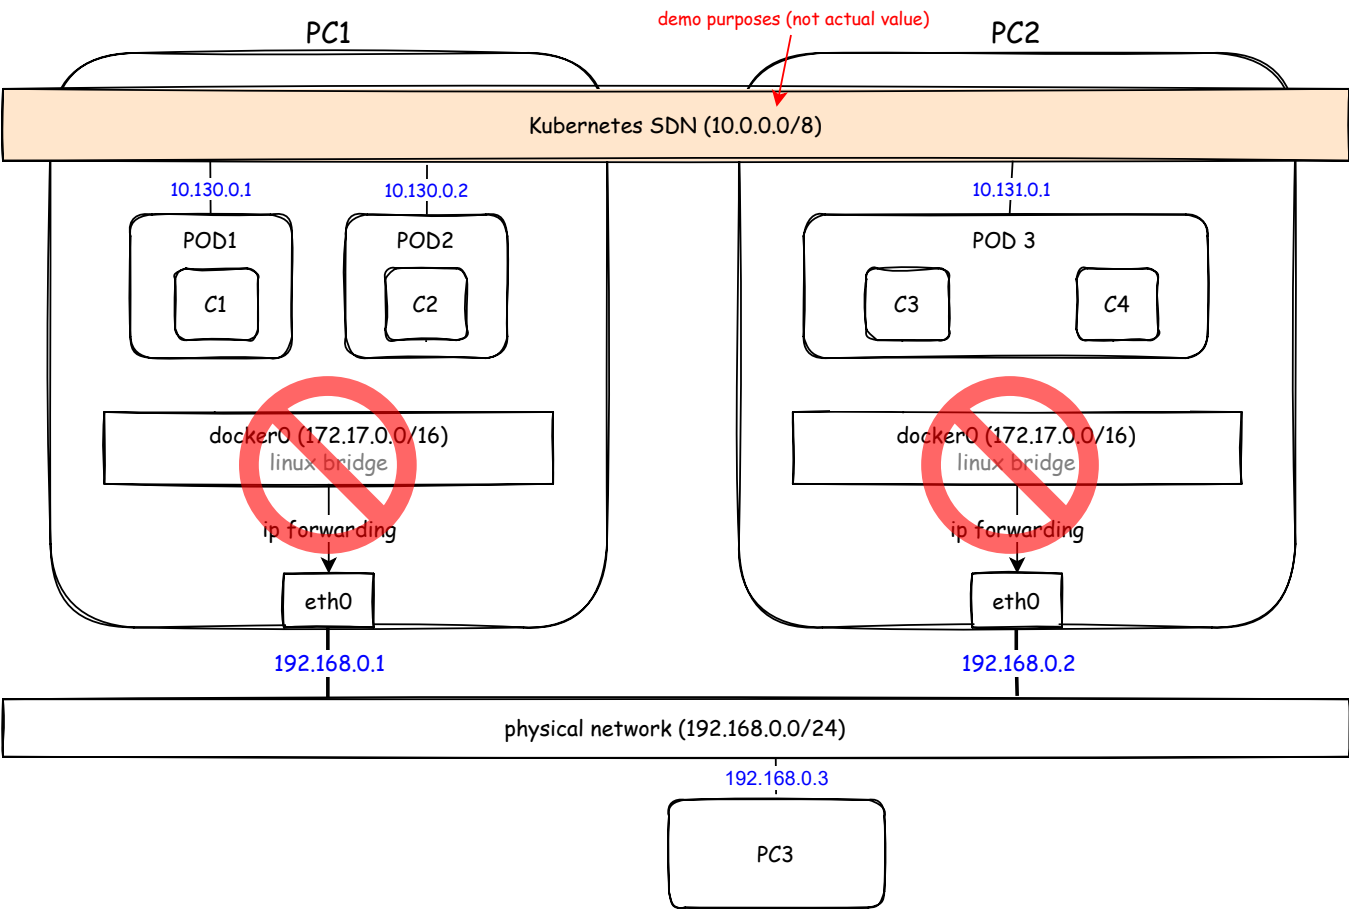 demo purposes (not actual value)
PC1
PC2
Kubernetes SDN (10.0.0.0/8)
10.130.0.1
10.130.0.2
10.131.0.1
POD1
POD2
POD 3
C1
C2
C3
C4
docker0 (172.17.0.0/16)
linux bridge
docker0 (172.17.0.0/16)
linux bridge
ip forwarding
ip forwarding
eth0
eth0
192.168.0.1
192.168.0.2
physical network (192.168.0.0/24)
192.168.0.3
PC3